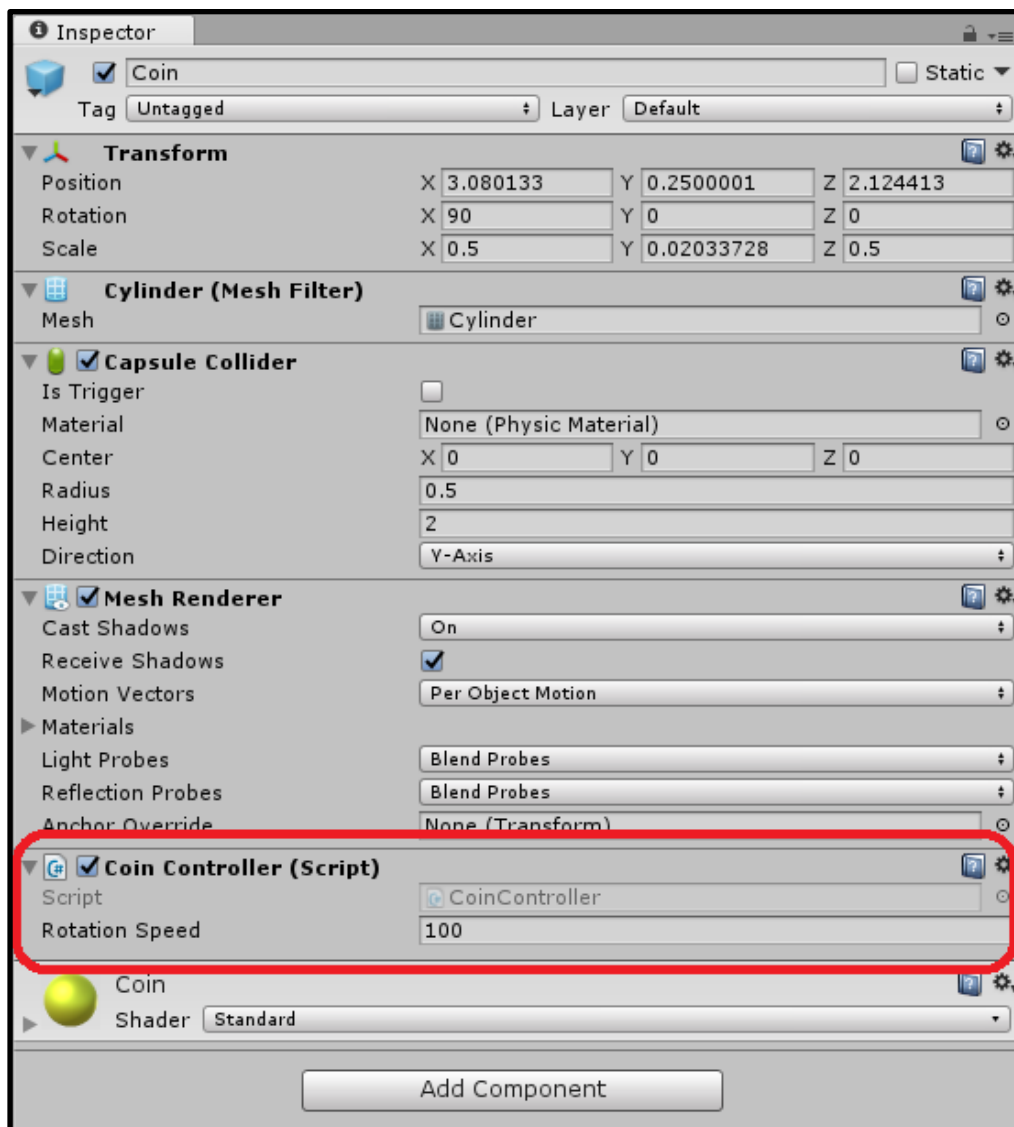 Inspector
Coin Static
Tag Untagged Layer Default
Transform
Position X 3.080133 Y 0.2500001 Z 2.124413
Rotation X 90 Y 0 Z 0
Scale X 0.5 Y 0.02033728 Z 0.5
Cylinder (Mesh Filter)
Mesh Cylinder
Capsule Collider
Is Trigger
Material None (Physic Material)
Center X 0 Y 0 Z 0
Radius 0.5
Height 2
Direction Y-Axis
Mesh Renderer
Cast Shadows On
Receive Shadows
Motion Vectors Per Object Motion
Materials
Light Probes Blend Probes
Reflection Probes Blend Probes
Anchor Override None (Transform)
C# Coin Controller (Script)
Script CoinController
Rotation Speed 100
Coin
Shader Standard
Add Component